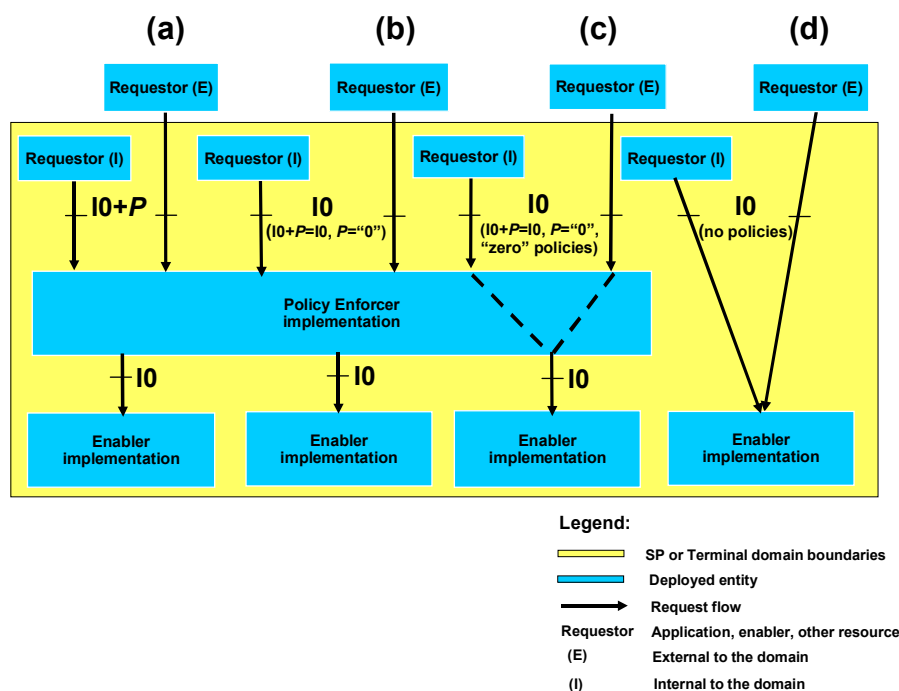 (a) (b) (c) (d)
Requestor (E) Requestor (E) Requestor (E) Requestor (E)
Requestor (I) Requestor (I) Requestor (I) Requestor (I)
I0+P
I0
(I0+P=I0, P=“0”)
I0
(I0+P=I0, P=“0”,
“zero” policies)
I0
(no policies)
Policy Enforcer
implementation
I0 I0 I0
Enabler
implementation
Enabler
implementation
Enabler
implementation
Enabler
implementation
Legend:
SP or Terminal domain boundaries
Deployed entity
Request flow
Requestor Application, enabler, other resource
(E) External to the domain
(I) Internal to the domain